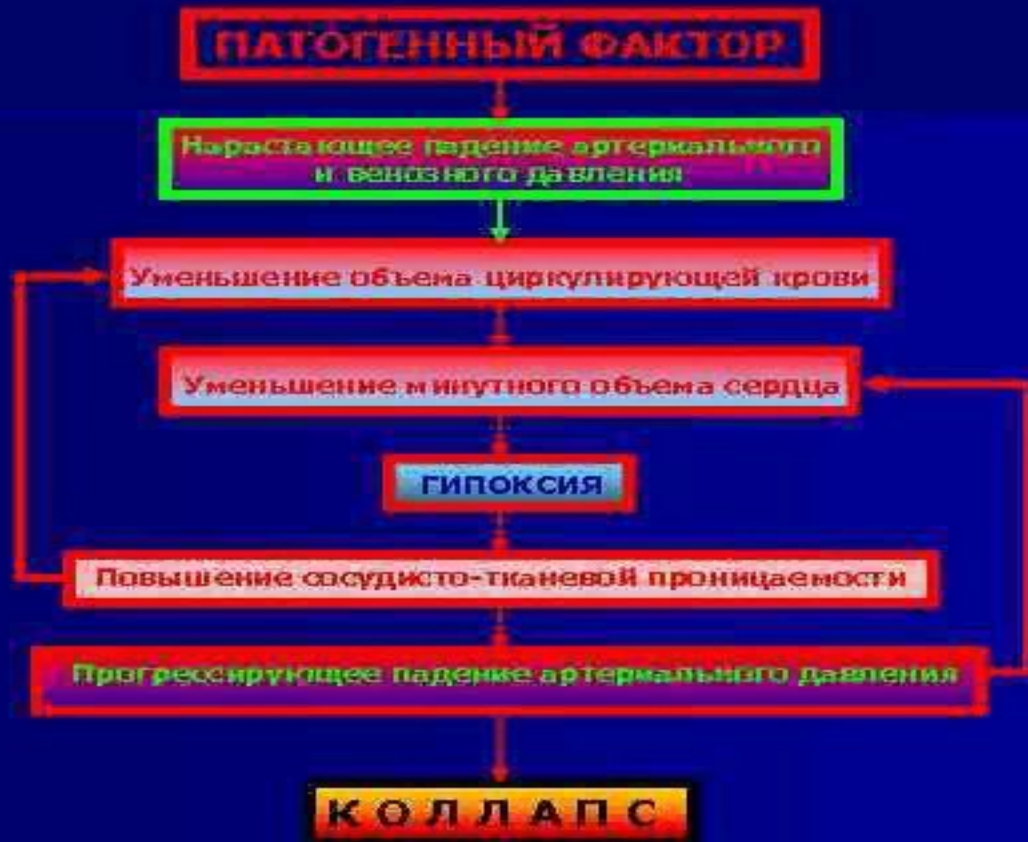 ПАТОГЕННЫЙ ФАКТОР
Нарастающее падение артериального
и венозного давления
Уменьшение объема циркулирующей крови
Уменьшение минутного объема сердца
ГИПОКСИЯ
Повышение сосудисто-тканевой проницаемости
Прогрессирующее падение артериального давления
КОЛЛАПС